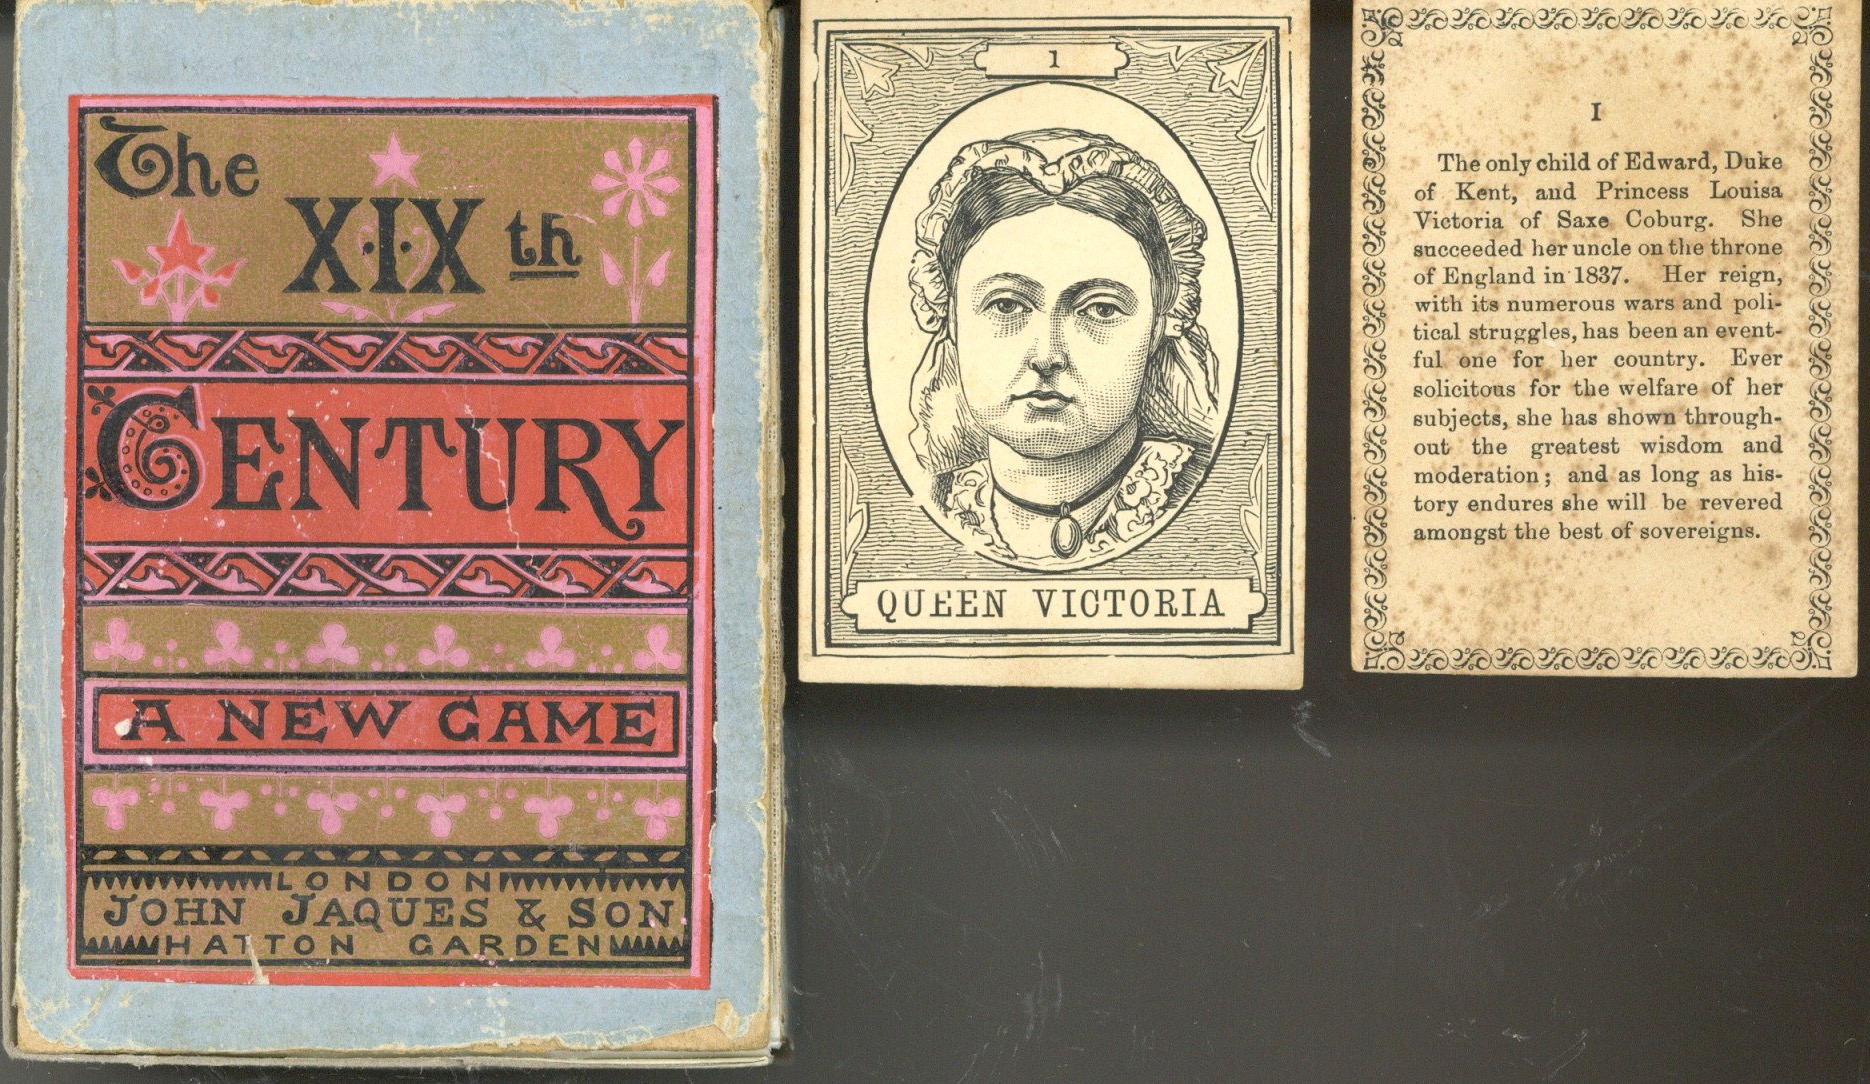 The
X·I·X th
CENTURY
A NEW GAME
LONDON
JOHN JAQUES & SON
HATTON GARDEN
1
QUEEN VICTORIA
I
The only child of Edward, Duke
of Kent, and Princess Louisa
Victoria of Saxe Coburg. She
succeeded her uncle on the throne
of England in 1837. Her reign,
with its numerous wars and poli-
tical struggles, has been an event-
ful one for her country. Ever
solicitous for the welfare of her
subjects, she has shown through-
out the greatest wisdom and
moderation; and as long as his-
tory endures she will be revered
amongst the best of sovereigns.